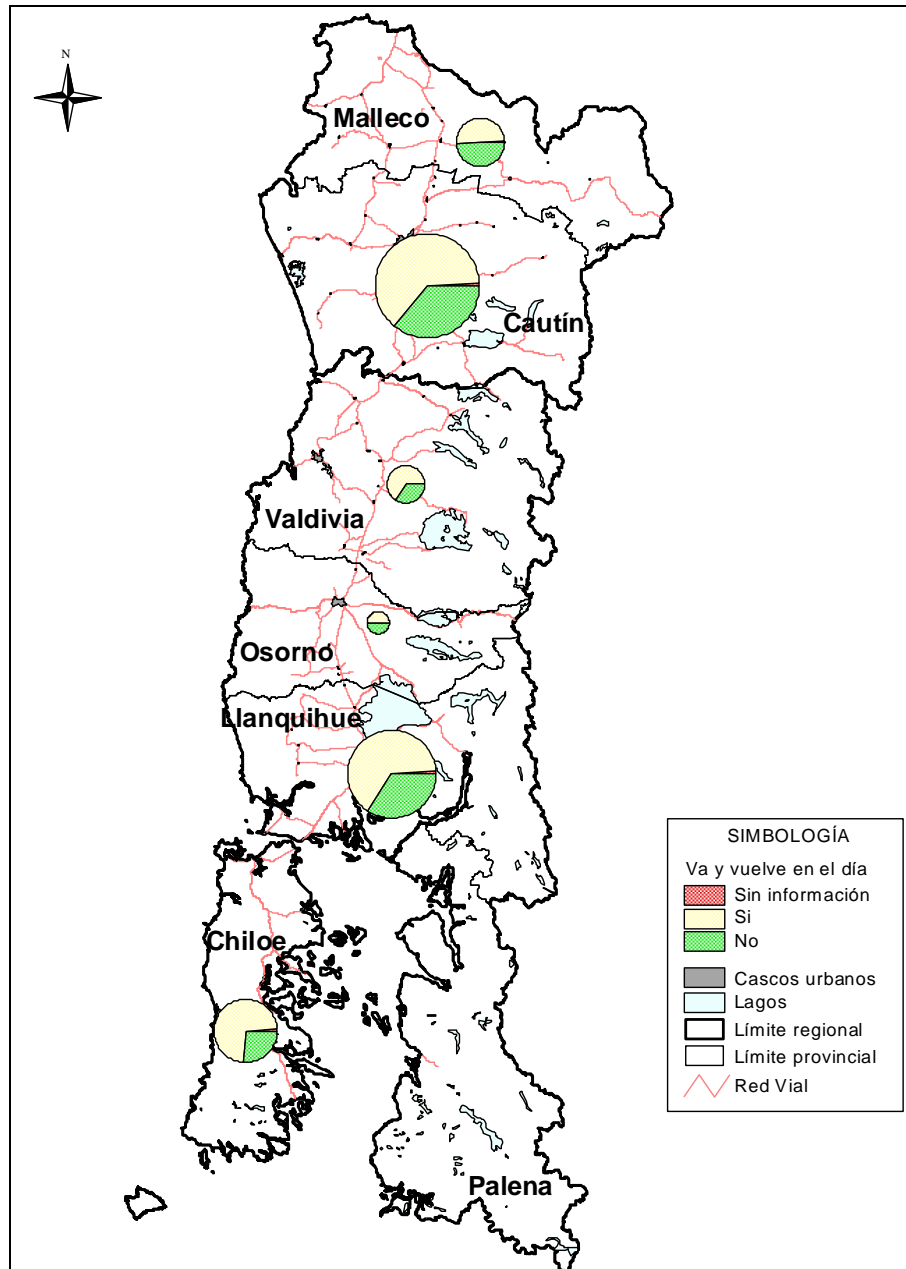 N
Malleco
Cautín
Valdivia
Osorno
Llanquihue
SIMBOLOGÍA
Va y vuelve en el día
Sin información
Si
No
Chiloe
Cascos urbanos
Lagos
Límite regional
Límite provincial
Red Vial
Palena